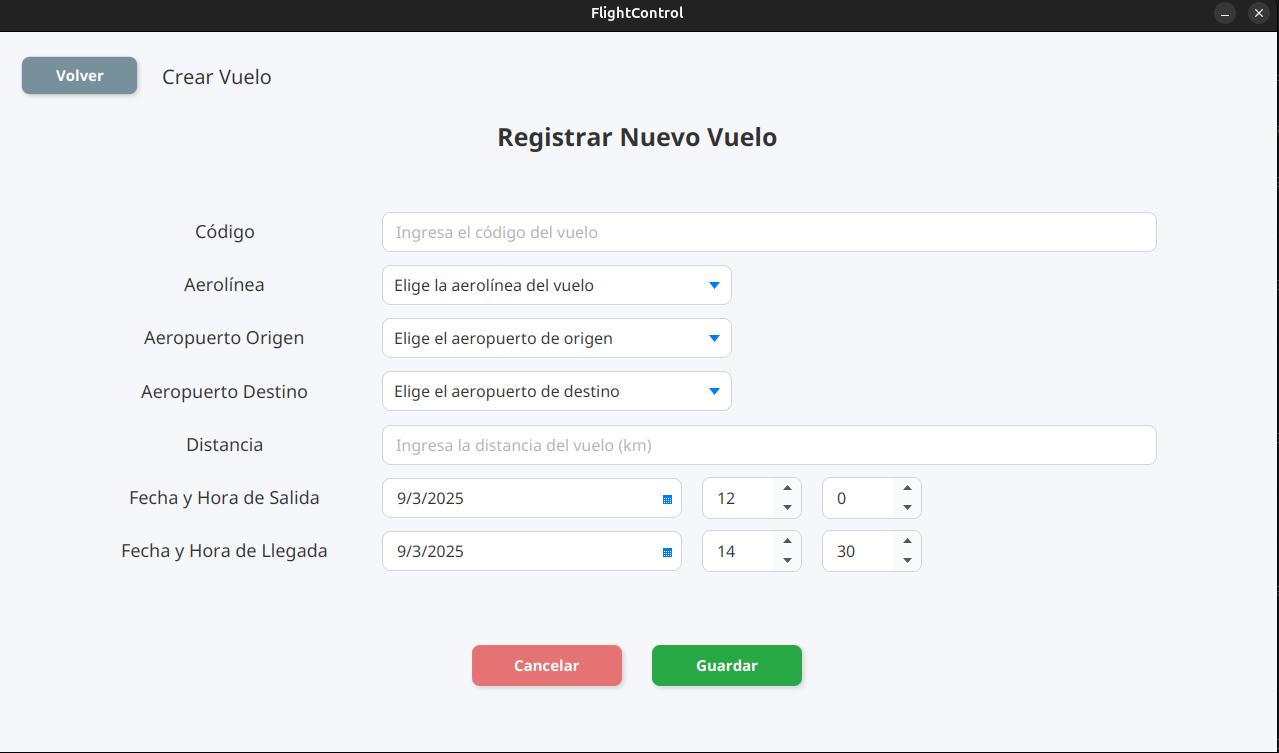 FlightControl
Volver Crear Vuelo
Registrar Nuevo Vuelo
Código Ingresa el código del vuelo
Aerolínea Elige la aerolínea del vuelo
Aeropuerto Origen Elige el aeropuerto de origen
Aeropuerto Destino Elige el aeropuerto de destino
Distancia Ingresa la distancia del vuelo (km)
Fecha y Hora de Salida 9/3/2025 12 0
Fecha y Hora de Llegada 9/3/2025 14 30
Cancelar Guardar